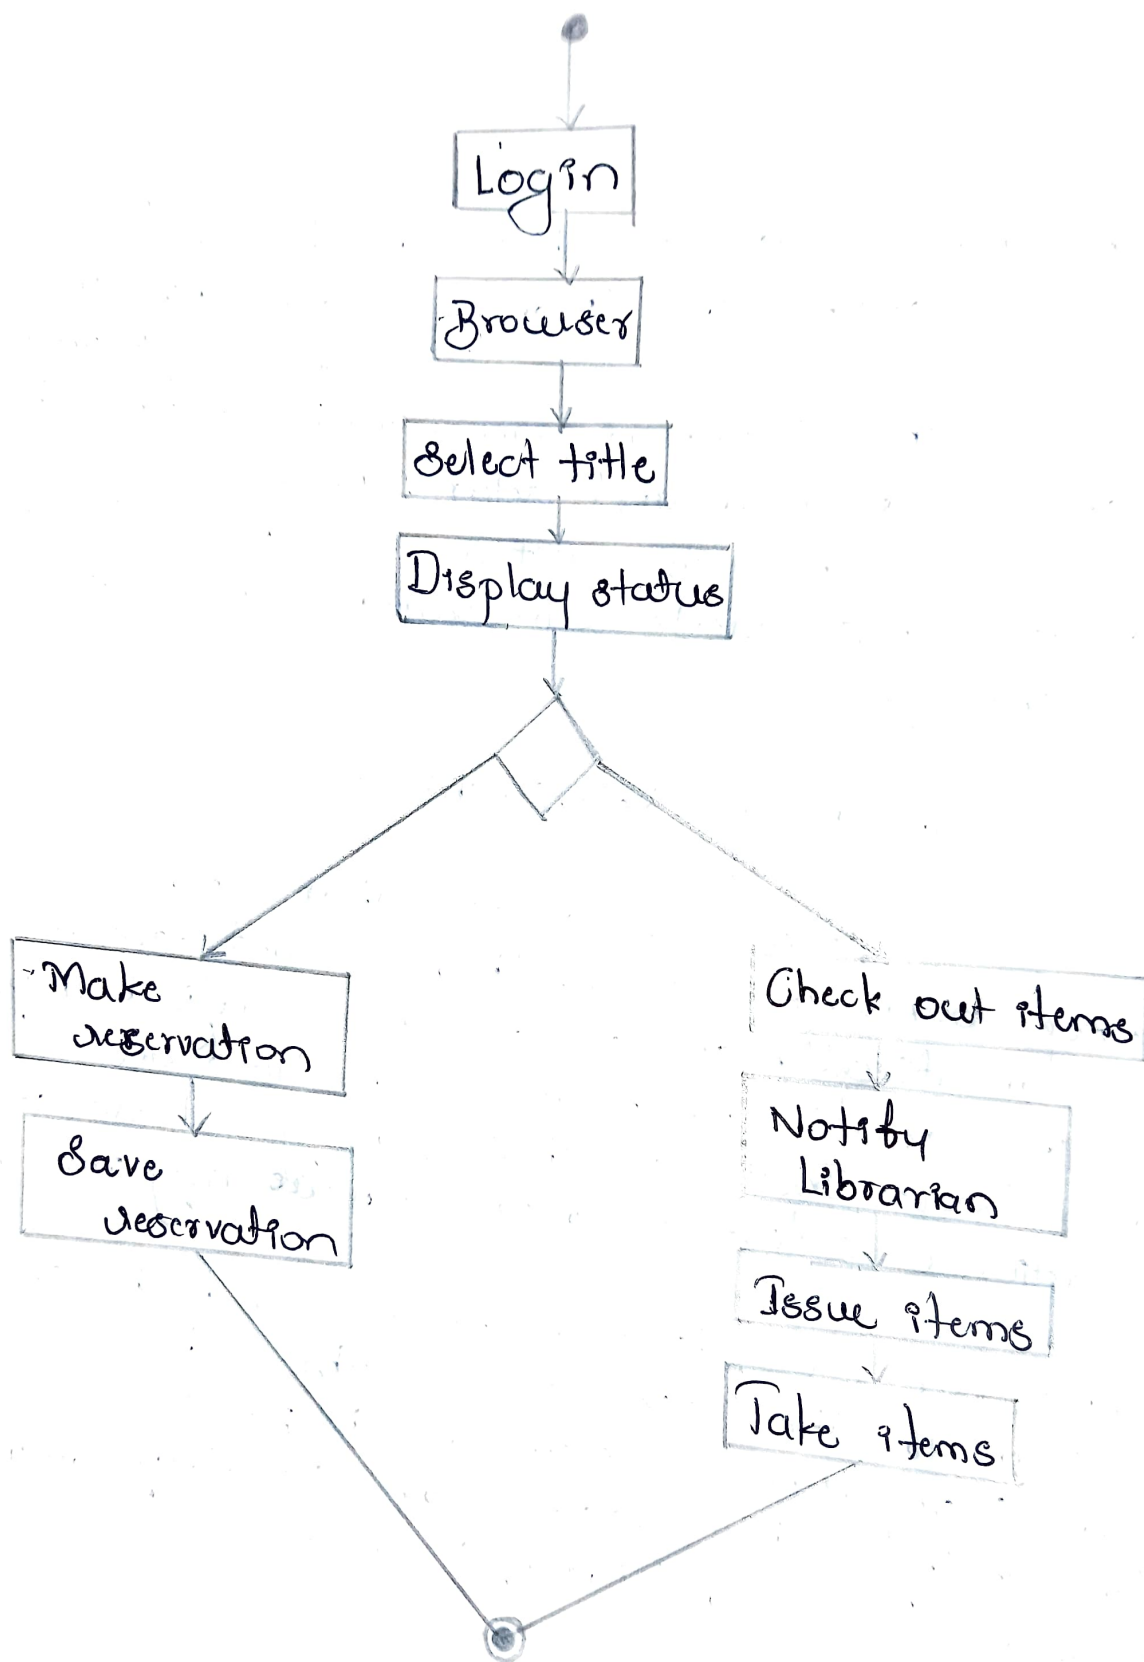 Login
Browser
Select title
Display status
Make
reservation
Save
reservation
Check out items
Notify
Librarian
Issue items
Take items